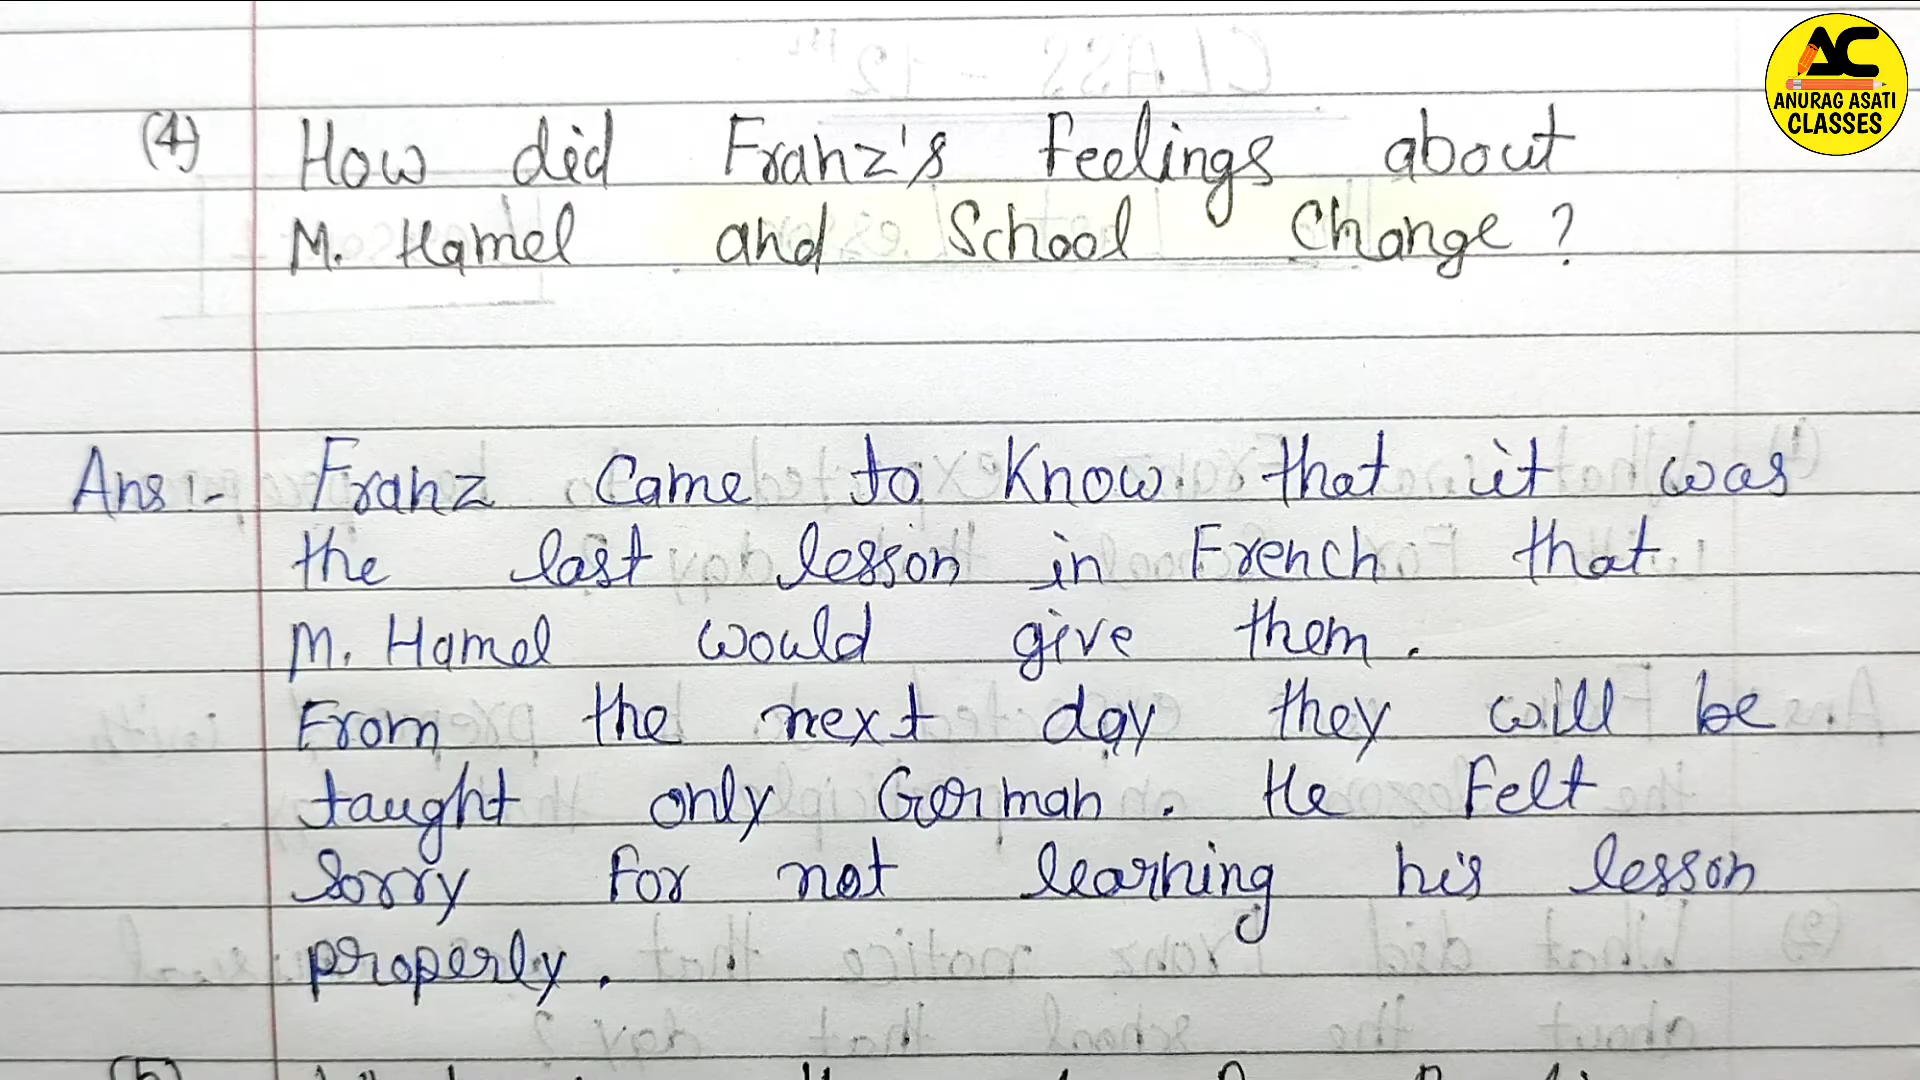 AC
ANURAG ASATI
CLASSES
(4) How did Franz's Feelings about
M. Hamel and School Change?
Ans:- Franz Came to Know that it was
the last lesson in French that
M. Hamel would give them.
From the next day they will be
taught only German. He Felt
Sorry For not learning his lesson
properly.
(5)